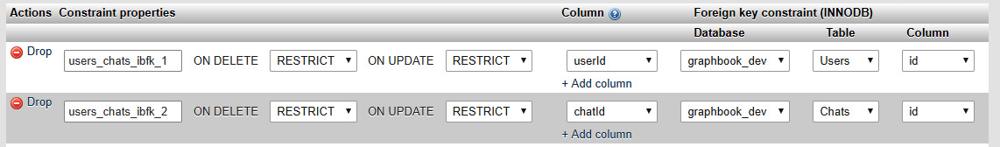 Actions Constraint properties Column Foreign key constraint (INNODB)
Database Table Column
Drop users_chats_ibfk_1 ON DELETE RESTRICT ON UPDATE RESTRICT userId graphbook_dev Users id
+ Add column
Drop users_chats_ibfk_2 ON DELETE RESTRICT ON UPDATE RESTRICT chatId graphbook_dev Chats id
+ Add column